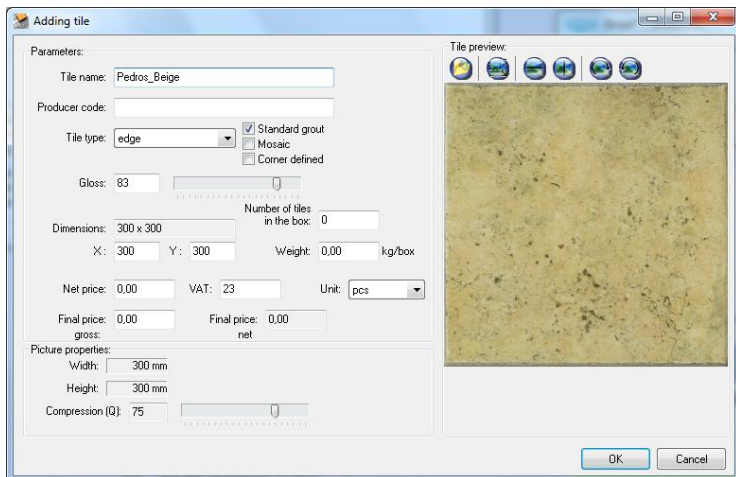 Adding tile
Parameters:
Tile name: Pedros_Beige
Producer code:
Tile type: edge
Standard grout
Mosaic
Corner defined
Gloss: 83
Number of tiles
in the box: 0
Dimensions: 300 x 300
X: 300 Y: 300 Weight: 0,00 kg/box
Net price: 0,00 VAT: 23 Unit: pcs
Final price: 0,00 Final price: 0,00
gross: net
Picture properties:
Width: 300 mm
Height: 300 mm
Compression (Q): 75
Tile preview:
OK Cancel